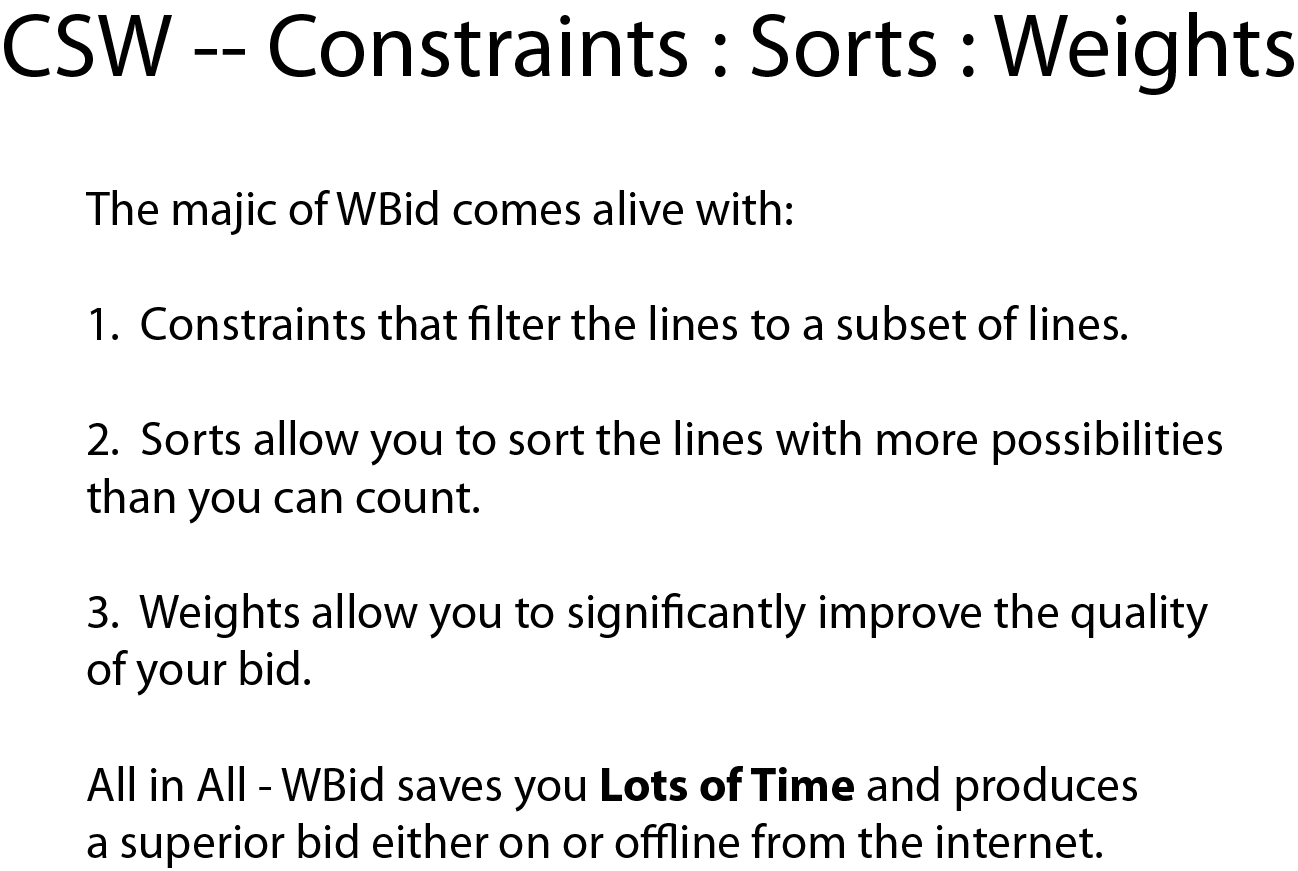 CSW -- Constraints : Sorts : Weights
The majic of WBid comes alive with:
1. Constraints that filter the lines to a subset of lines.
2. Sorts allow you to sort the lines with more possibilities
than you can count.
3. Weights allow you to significantly improve the quality
of your bid.
All in All - WBid saves you Lots of Time and produces
a superior bid either on or offline from the internet.